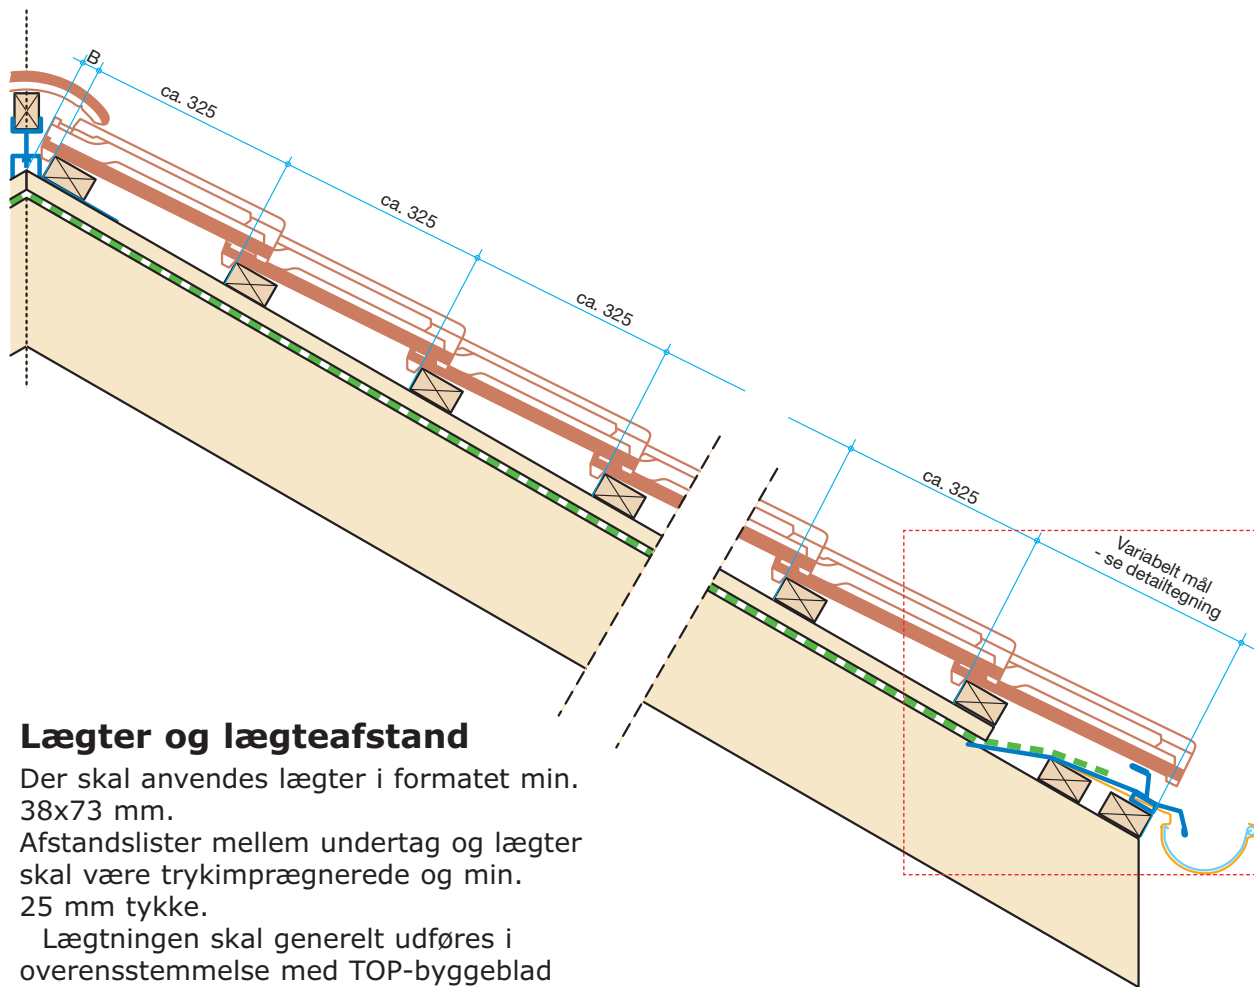 B
ca. 325
ca. 325
ca. 325
ca. 325
Variabelt mål
- se detailtegning
Lægter og lægteafstand
Der skal anvendes lægter i formatet min.
38x73 mm.
Afstandslister mellem undertag og lægter
skal være trykimprægnerede og min.
25 mm tykke.
Lægtningen skal generelt udføres i
overensstemmelse med TOP-byggeblad